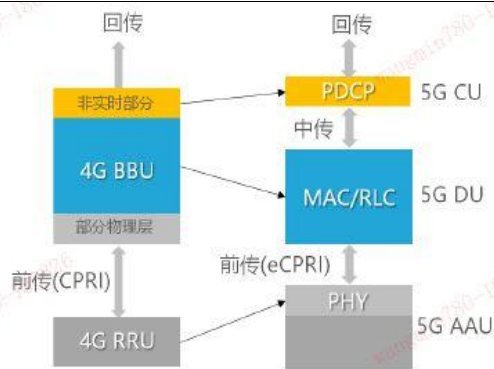 回传
回传
非实时部分
PDCP
5G CU
中传
4G BBU
MAC/RLC
5G DU
部分物理层
前传(CPRI)
前传(eCPRI)
PHY
4G RRU
5G AAU